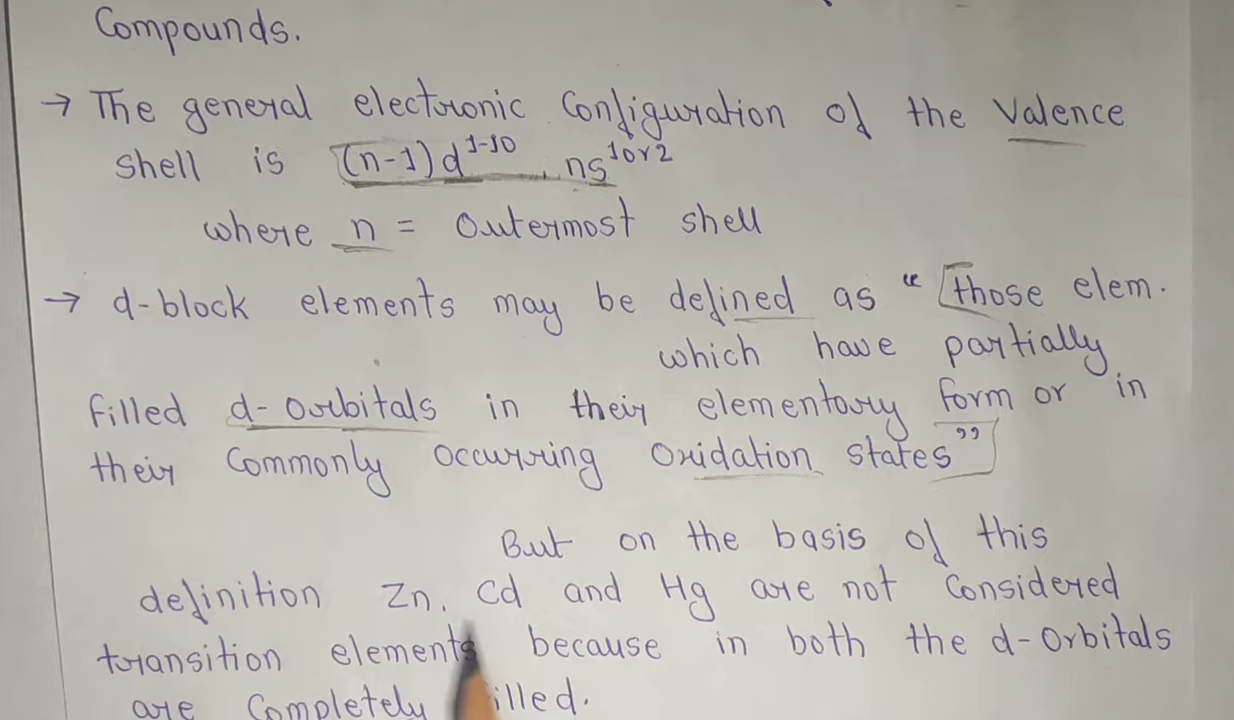 Compounds.
→ The general electronic Configuration of the Valence
shell is (n-1)d¹⁻¹⁰ ns¹ᵒʳ²
where n = Outermost shell
→ d-block elements may be defined as “ those elem.
which have partially
filled d-Orbitals in their elementary form or in
their Commonly Occurring Oxidation states”
But on the basis of this
definition Zn, Cd and Hg are not Considered
transition elements because in both the d-Orbitals
are Completely filled.